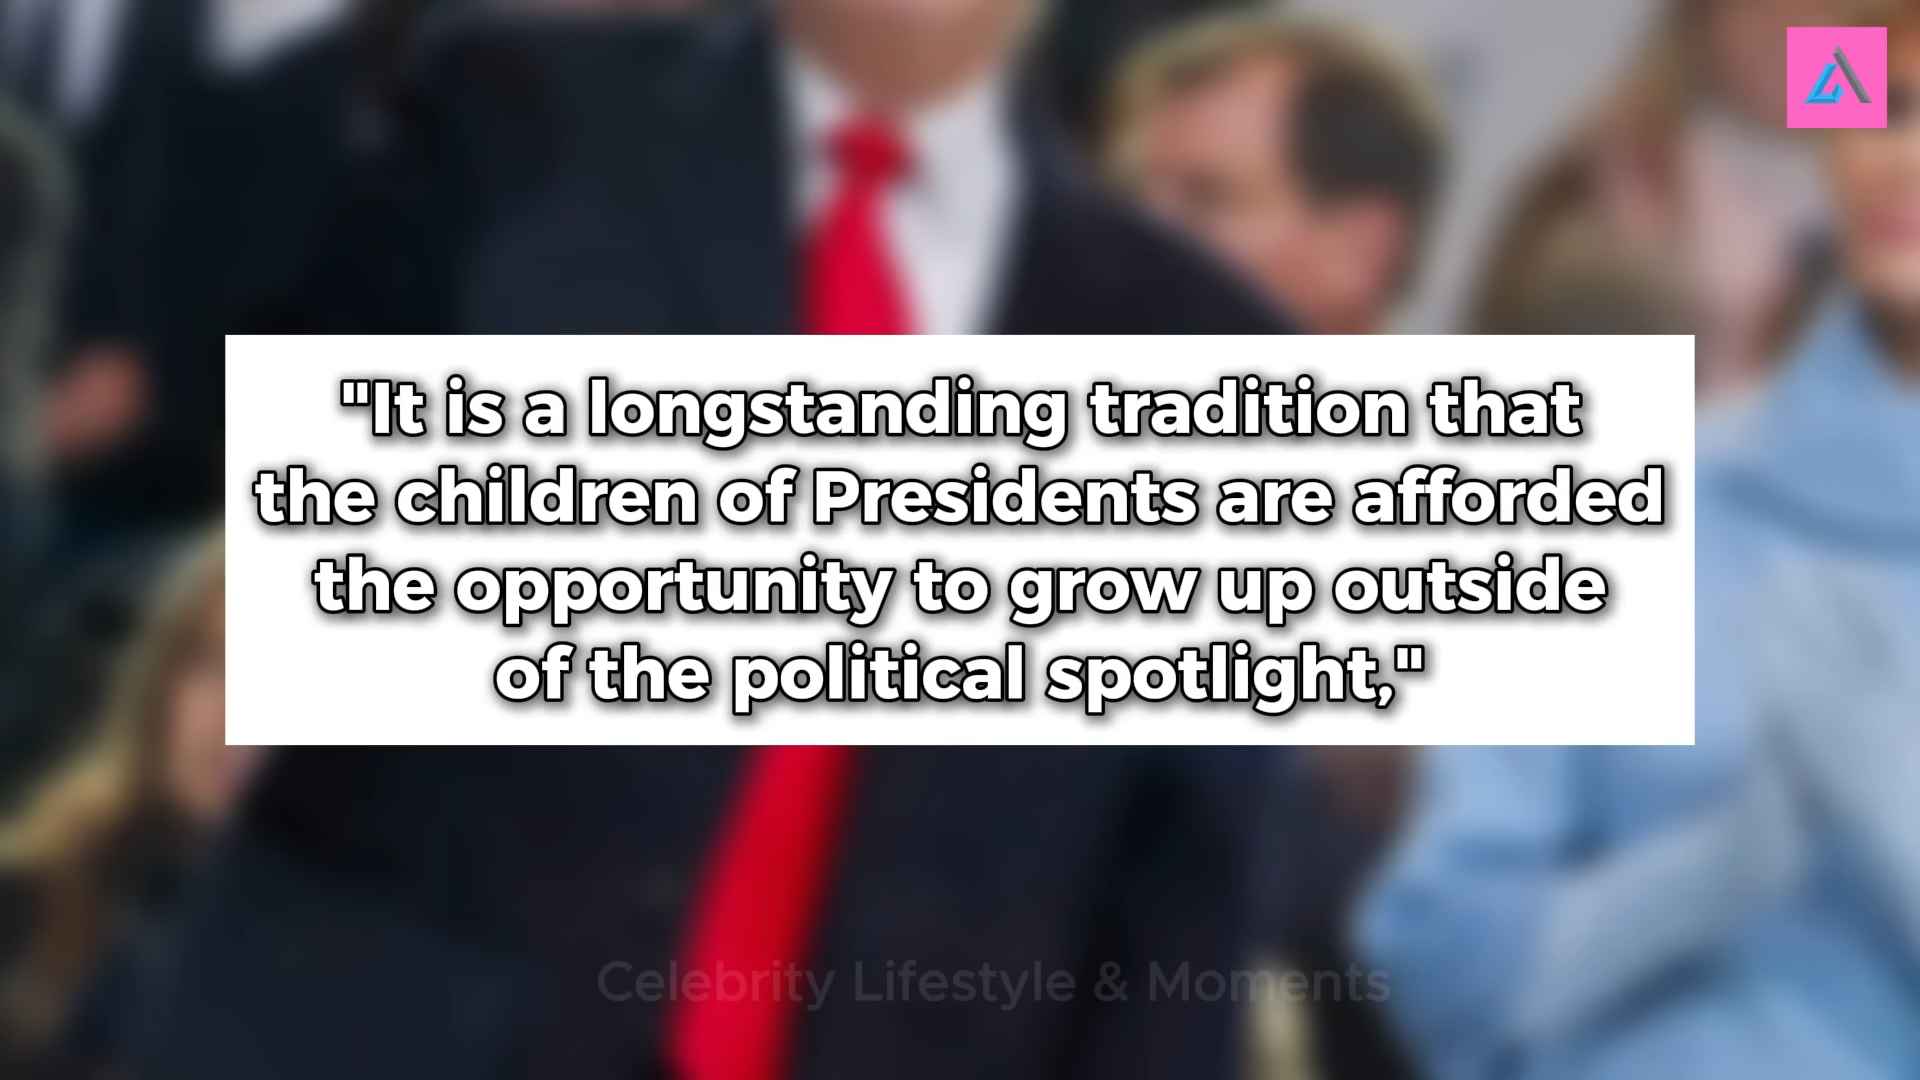 "It is a longstanding tradition that
the children of Presidents are afforded
the opportunity to grow up outside
of the political spotlight,"
Celebrity Lifestyle & Moments